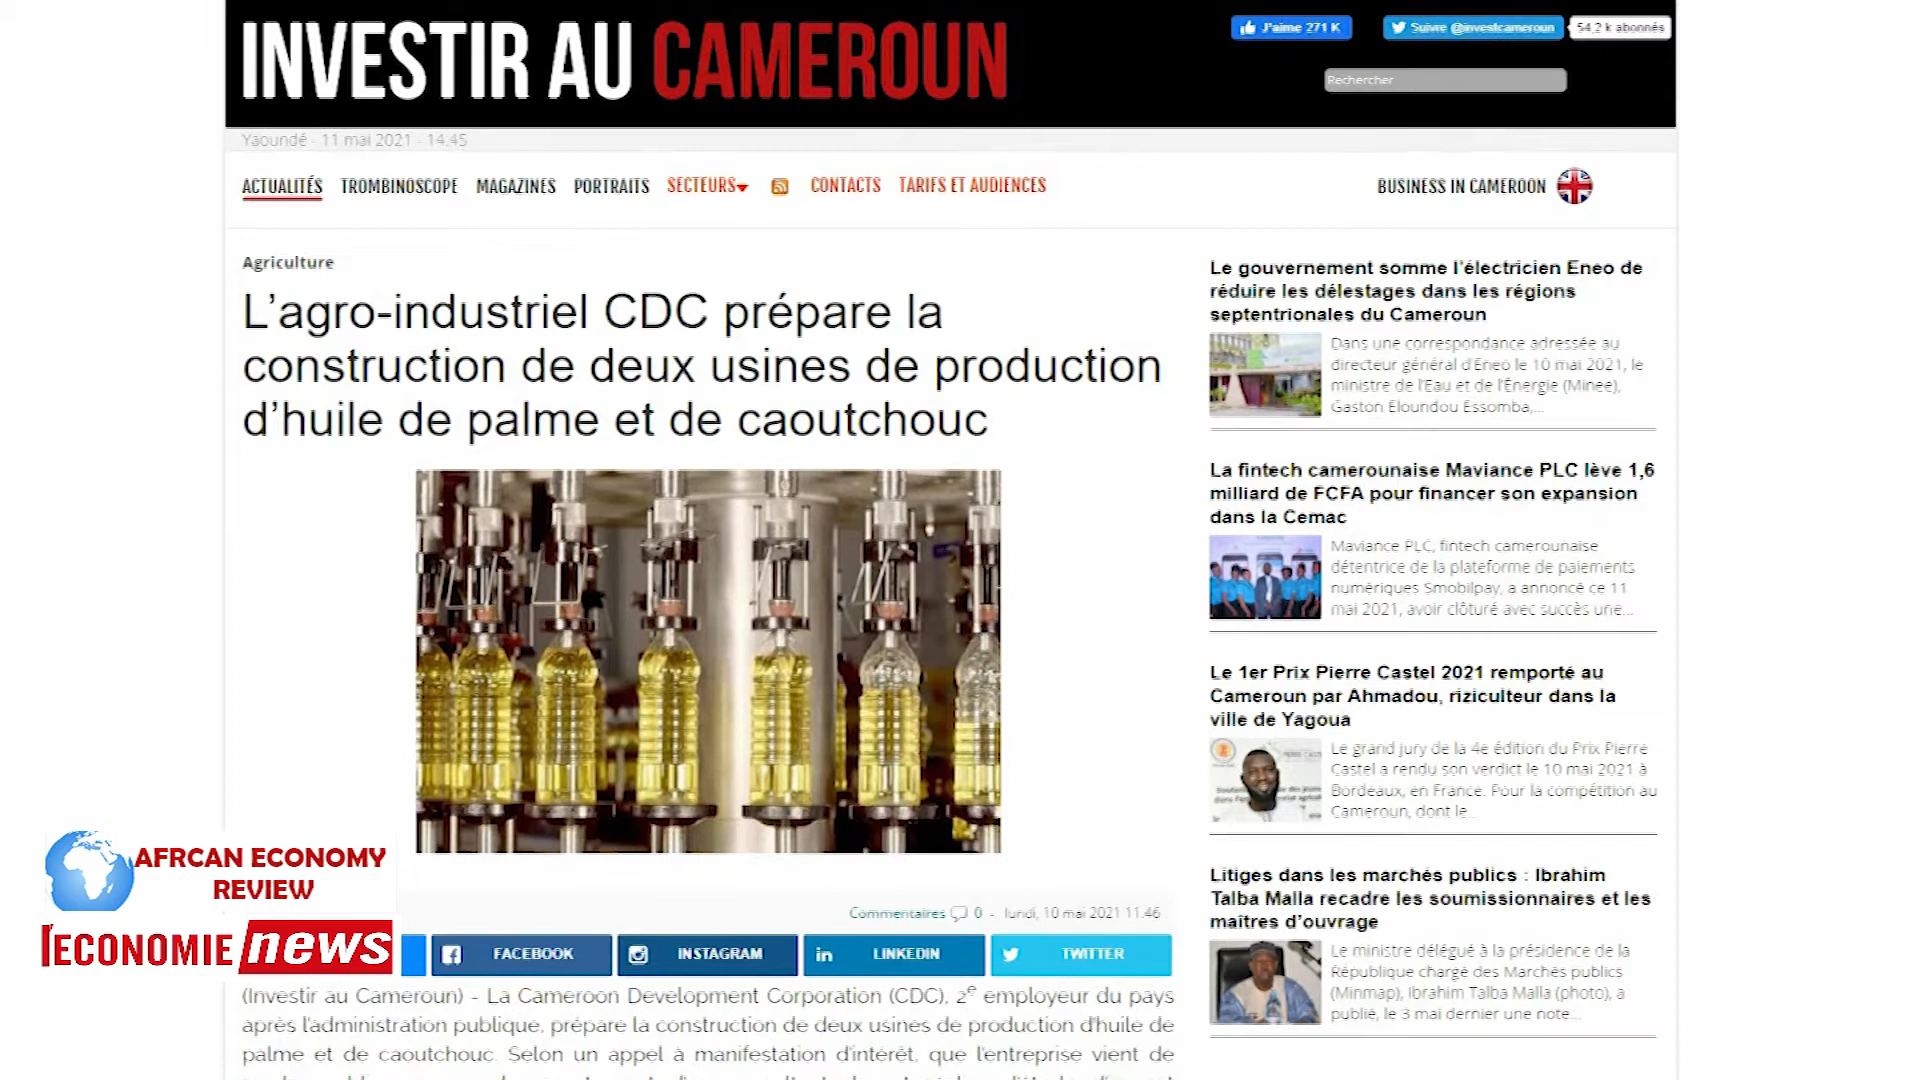 INVESTIR AU CAMEROUN
J'aime 271 K
Suivre @investcameroun
54,2 k abonnés
Rechercher
Yaoundé - 11 mai 2021 - 14:45
ACTUALITÉS TROMBINOSCOPE MAGAZINES PORTRAITS SECTEURS CONTACTS TARIFS ET AUDIENCES BUSINESS IN CAMEROON
Agriculture
L’agro-industriel CDC prépare la
construction de deux usines de production
d’huile de palme et de caoutchouc
Commentaires 0 - lundi, 10 mai 2021 11:46
FACEBOOK INSTAGRAM LINKEDIN TWITTER
(Investir au Cameroun) - La Cameroon Development Corporation (CDC), 2e employeur du pays
après l’administration publique, prépare la construction de deux usines de production d’huile de
palme et de caoutchouc. Selon un appel à manifestation d’intérêt, que l’entreprise vient de
Le gouvernement somme l’électricien Eneo de
réduire les délestages dans les régions
septentrionales du Cameroun
Dans une correspondance adressée au
directeur général d’Eneo le 10 mai 2021, le
ministre de l’Eau et de l’Énergie (Minee),
Gaston Eloundou Essomba,...
La fintech camerounaise Maviance PLC lève 1,6
milliard de FCFA pour financer son expansion
dans la Cemac
Maviance PLC, fintech camerounaise
détentrice de la plateforme de paiements
numériques Smobilpay, a annoncé ce 11
mai 2021, avoir clôturé avec succès une...
Le 1er Prix Pierre Castel 2021 remporté au
Cameroun par Ahmadou, riziculteur dans la
ville de Yagoua
Le grand jury de la 4e édition du Prix Pierre
Castel a rendu son verdict le 10 mai 2021 à
Bordeaux, en France. Pour la compétition au
Cameroun, dont le...
Litiges dans les marchés publics : Ibrahim
Talba Malla recadre les soumissionnaires et les
maîtres d’ouvrage
Le ministre délégué à la présidence de la
République chargé des Marchés publics
(Minmap), Ibrahim Talba Malla (photo), a
publié, le 3 mai dernier une note...
AFRCAN ECONOMY
REVIEW
l'ECONOMIE news